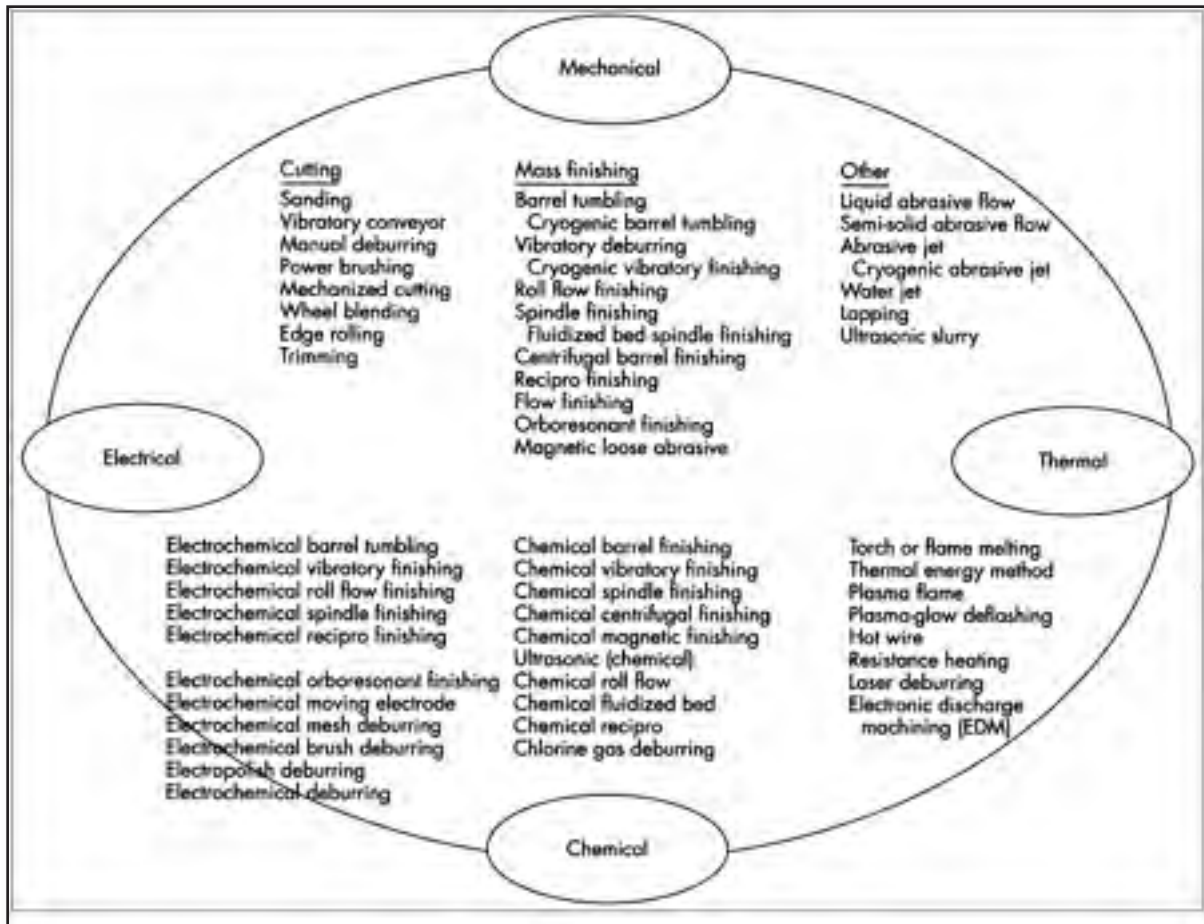 Mechanical
Cutting
Sanding
Vibratory conveyor
Manual deburring
Power brushing
Mechanized cutting
Wheel blending
Edge rolling
Trimming
Mass finishing
Barrel tumbling
Cryogenic barrel tumbling
Vibratory deburring
Cryogenic vibratory finishing
Roll flow finishing
Spindle finishing
Fluidized bed spindle finishing
Centrifugal barrel finishing
Recipro finishing
Flow finishing
Orboresonant finishing
Magnetic loose abrasive
Other
Liquid abrasive flow
Semi-solid abrasive flow
Abrasive jet
Cryogenic abrasive jet
Water jet
Lapping
Ultrasonic slurry
Electrical
Thermal
Electrochemical barrel tumbling
Electrochemical vibratory finishing
Electrochemical roll flow finishing
Electrochemical spindle finishing
Electrochemical recipro finishing
Electrochemical orboresonant finishing
Electrochemical moving electrode
Electrochemical mesh deburring
Electrochemical brush deburring
Electropolish deburring
Electrochemical deburring
Chemical barrel finishing
Chemical vibratory finishing
Chemical spindle finishing
Chemical centrifugal finishing
Chemical magnetic finishing
Ultrasonic (chemical)
Chemical roll flow
Chemical fluidized bed
Chemical recipro
Chlorine gas deburring
Torch or flame melting
Thermal energy method
Plasma flame
Plasma-glow deflashing
Hot wire
Resistance heating
Laser deburring
Electronic discharge
machining (EDM)
Chemical